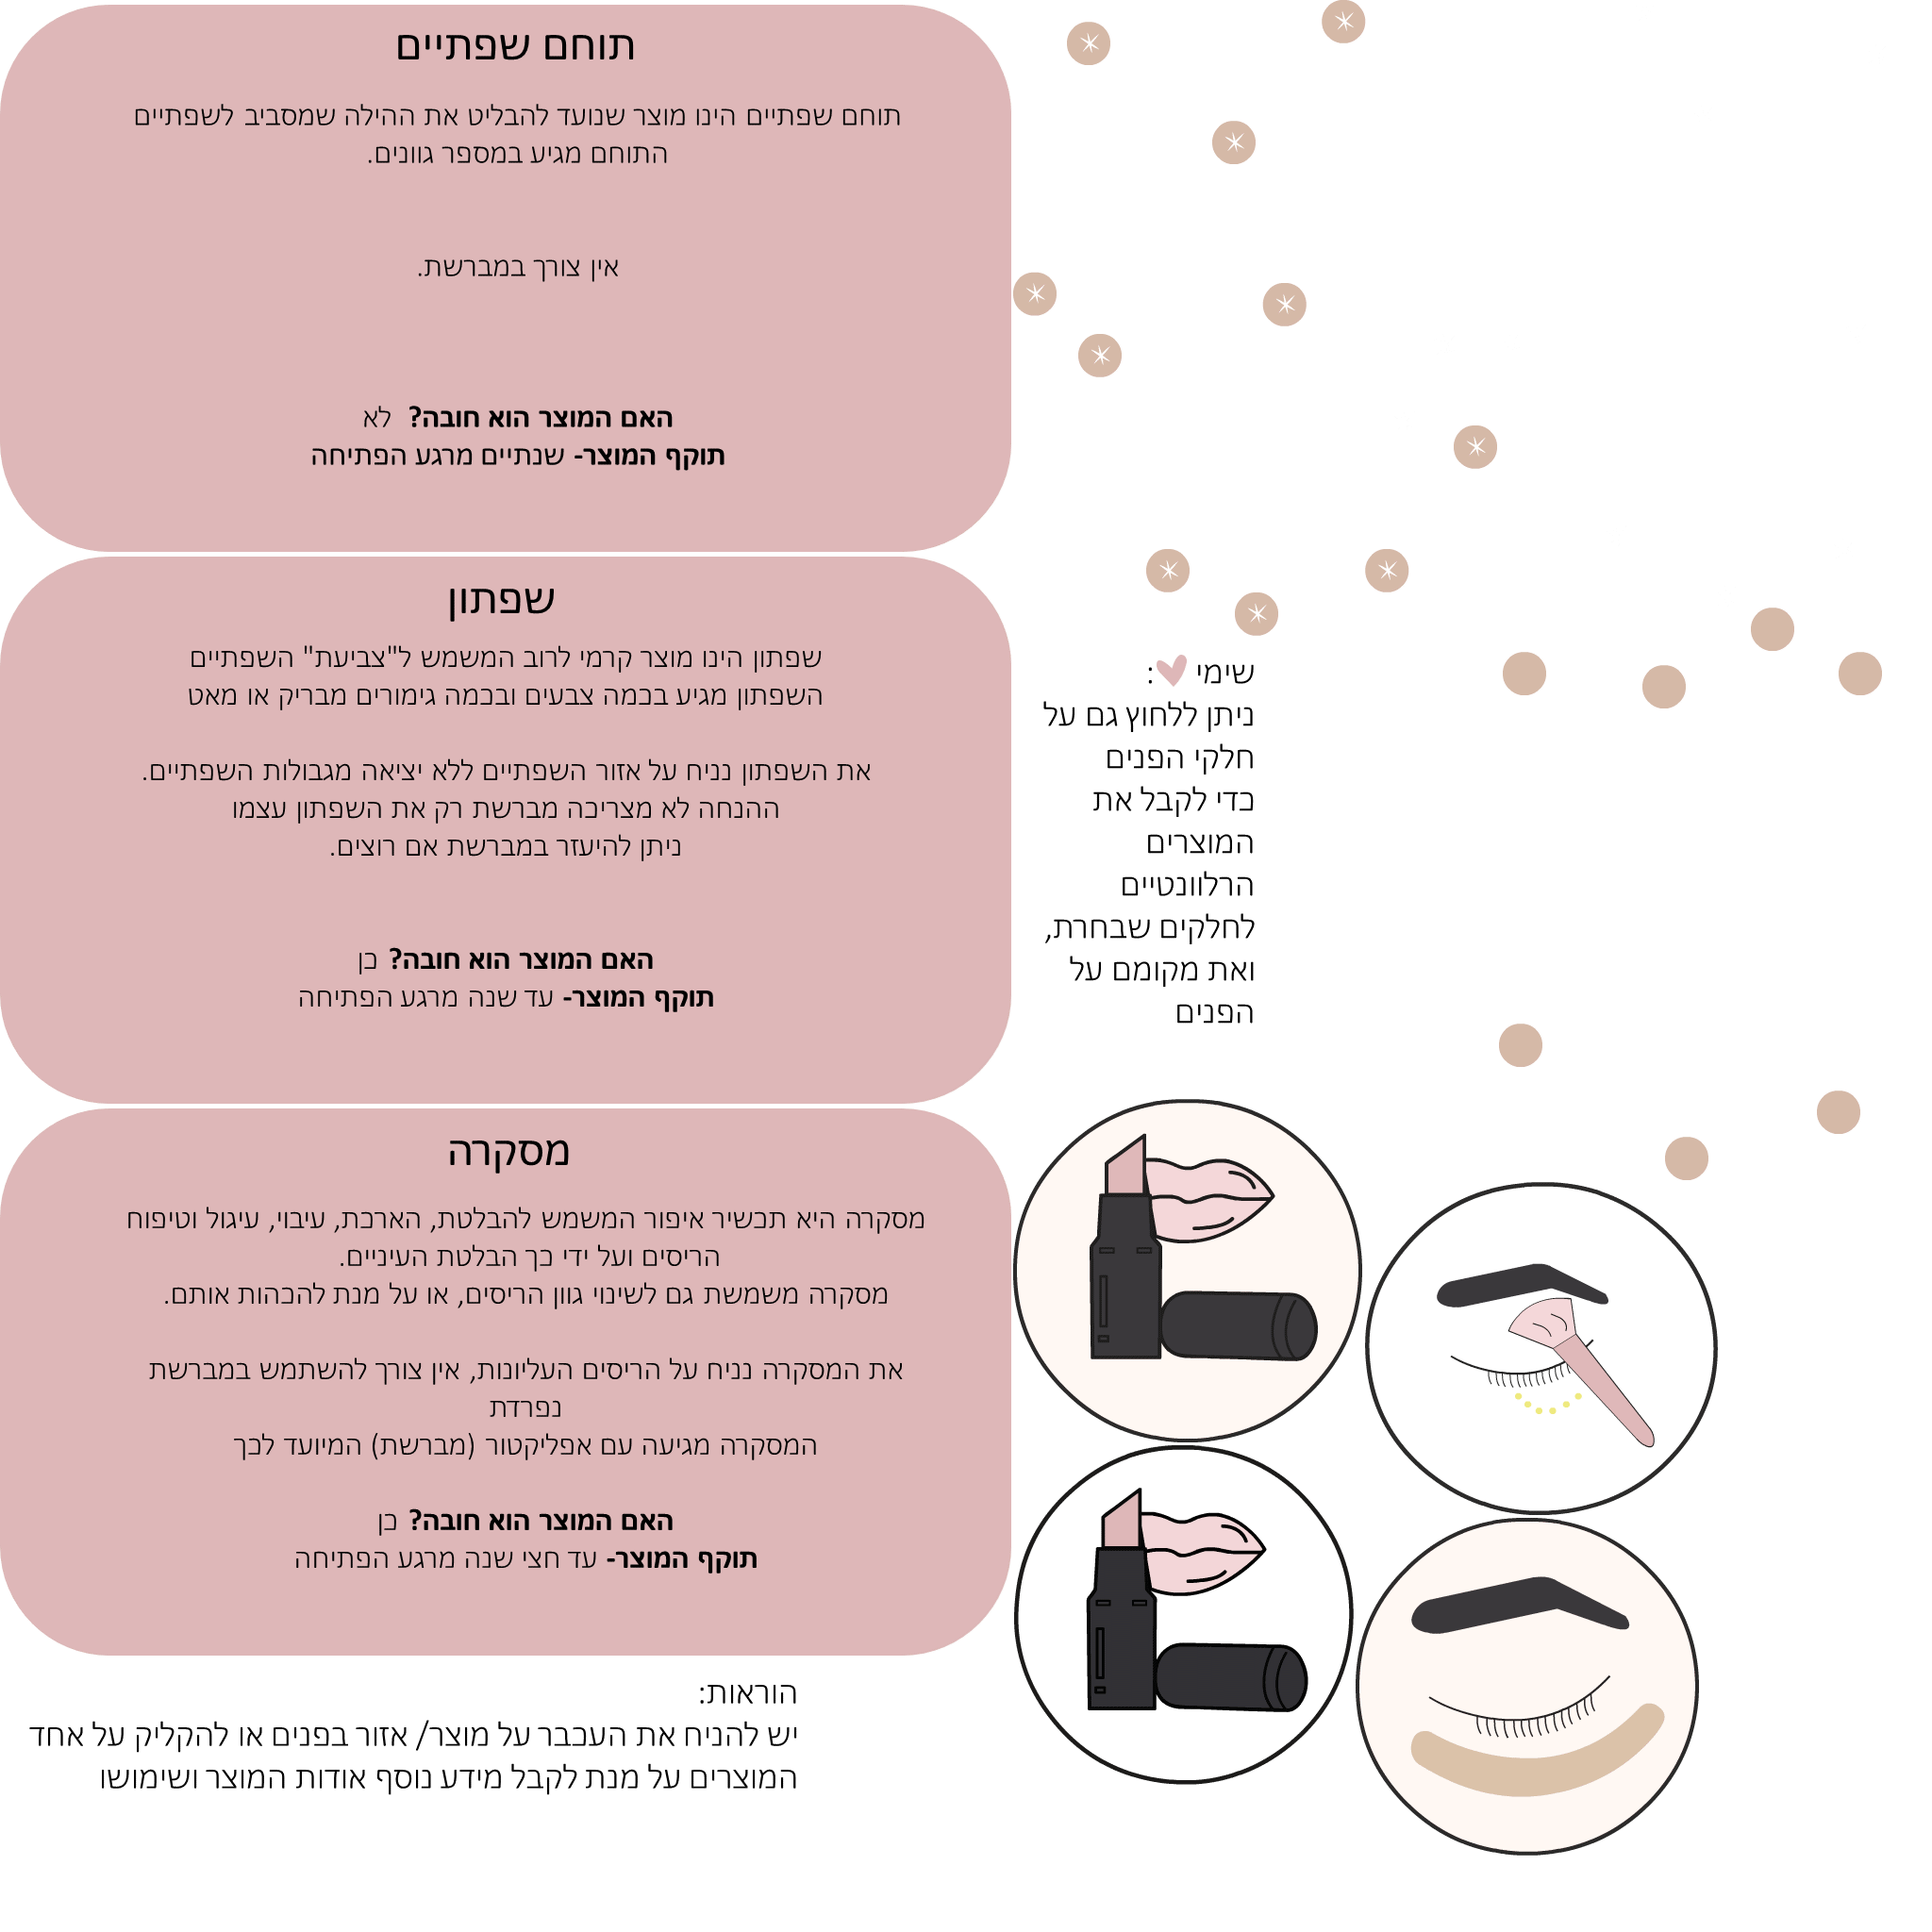 תוחם שפתיים
תוחם שפתיים הינו מוצר שנועד להבליט את ההילה שמסביב לשפתיים
התוחם מגיע במספר גוונים.
אין צורך במברשת.
האם המוצר הוא חובה? לא
תוקף המוצר- שנתיים מרגע הפתיחה
שפתון
שפתון הינו מוצר קרמי לרוב המשמש ל"צביעת" השפתיים
השפתון מגיע בכמה צבעים ובכמה גימורים מבריק או מאט
את השפתון נניח על אזור השפתיים ללא יציאה מגבולות השפתיים.
ההנחה לא מצריכה מברשת רק את השפתון עצמו
ניתן להיעזר במברשת אם רוצים.
האם המוצר הוא חובה? כן
תוקף המוצר- עד שנה מרגע הפתיחה
שימי :
ניתן ללחוץ גם על
חלקי הפנים
כדי לקבל את
המוצרים
הרלוונטיים
לחלקים שבחרת,
ואת מקומם על
הפנים
מסקרה
מסקרה היא תכשיר איפור המשמש להבלטת, הארכת, עיבוי, עיגול וטיפוח
הריסים ועל ידי כך הבלטת העיניים.
מסקרה משמשת גם לשינוי גוון הריסים, או על מנת להכהות אותם.
את המסקרה נניח על הריסים העליונות, אין צורך להשתמש במברשת
נפרדת
המסקרה מגיעה עם אפליקטור (מברשת) המיועד לכך
האם המוצר הוא חובה? כן
תוקף המוצר- עד חצי שנה מרגע הפתיחה
הוראות:
יש להניח את העכבר על מוצר/ אזור בפנים או להקליק על אחד
המוצרים על מנת לקבל מידע נוסף אודות המוצר ושימושו